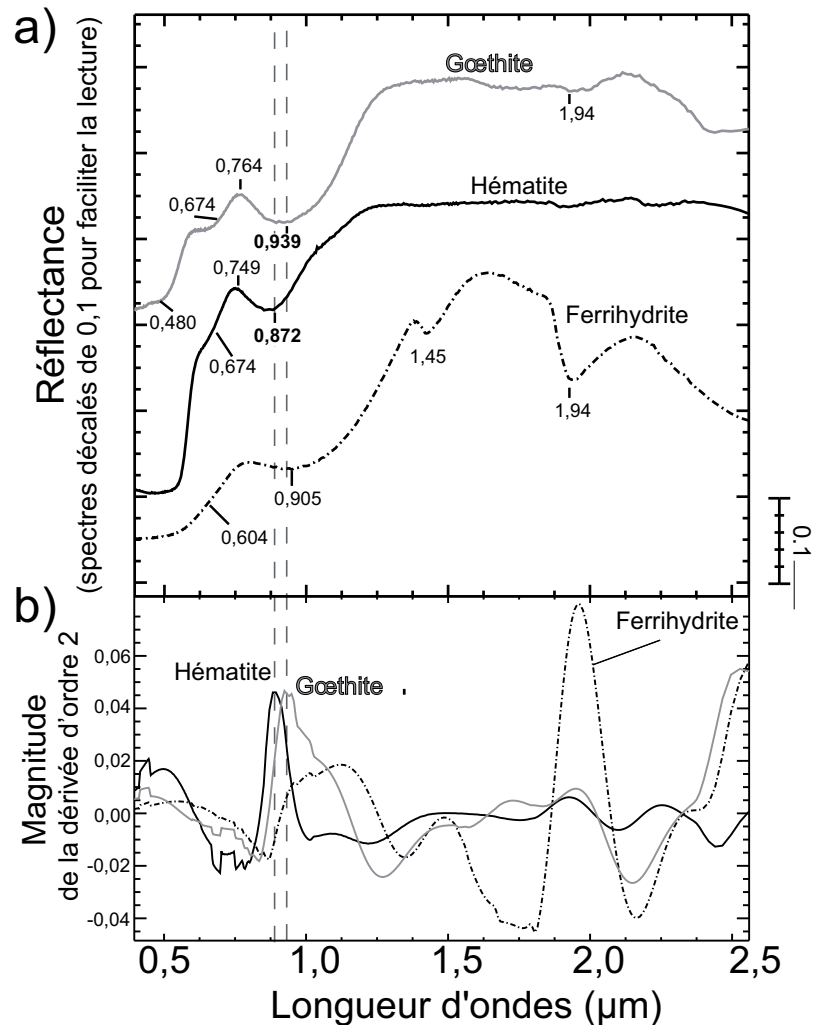 a)
Réflectance
(spectres décalés de 0,1 pour faciliter la lecture)
Gœthite
1,94
0,764
0,674
0,939
0,480
Hématite
0,749
0,872
0,674
Ferrihydrite
1,45
1,94
0,905
0,604
0.1
b)
Magnitude
de la dérivée d'ordre 2
Hématite
Gœthite
Ferrihydrite
0,06
0,04
0,02
0,00
-0,02
-0,04
0,5 1,0 1,5 2,0 2,5
Longueur d'ondes (µm)